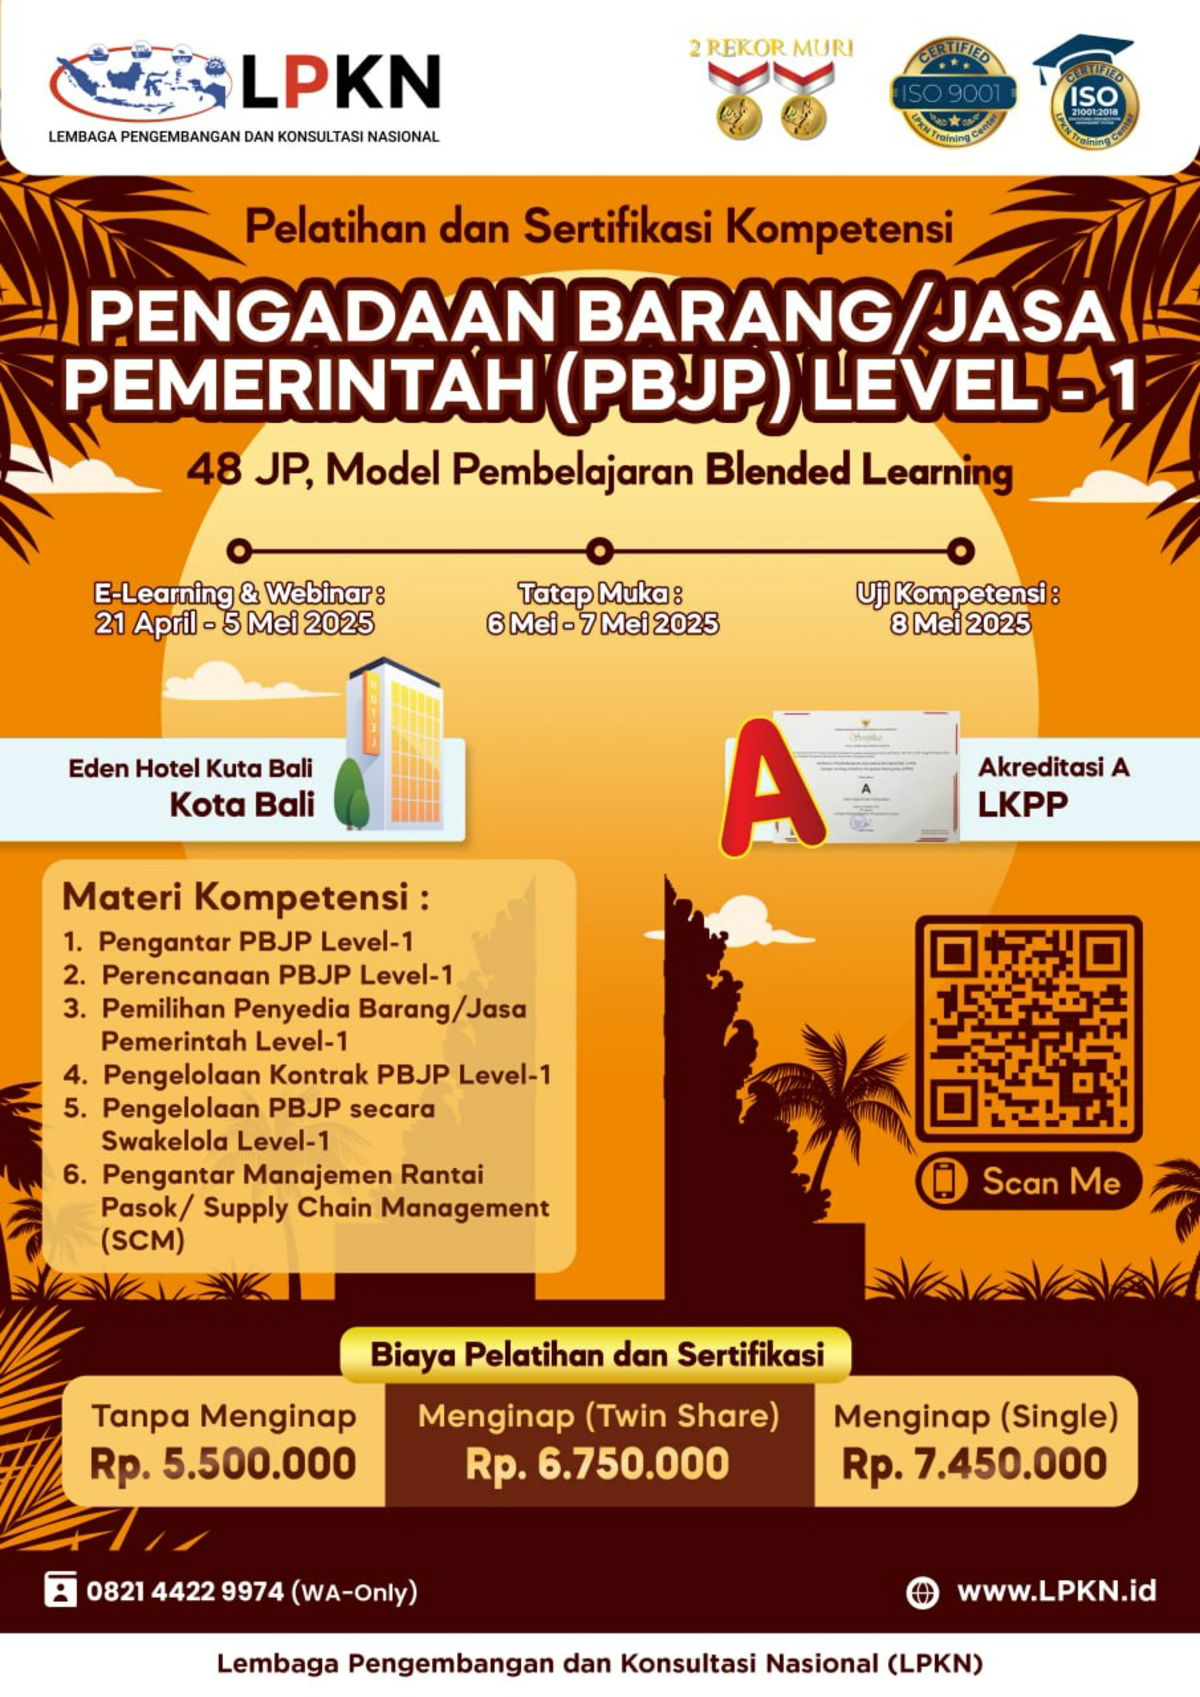 LPKN
LEMBAGA PENGEMBANGAN DAN KONSULTASI NASIONAL
2 REKOR MURI
CERTIFIED
ISO 9001
LPKN Training Center
CERTIFIED
ISO
21001:2018
LPKN Training Center
Pelatihan dan Sertifikasi Kompetensi
PENGADAAN BARANG/JASA
PEMERINTAH (PBJP) LEVEL - 1
48 JP, Model Pembelajaran Blended Learning
E-Learning & Webinar :
21 April - 5 Mei 2025
Tatap Muka :
6 Mei - 7 Mei 2025
Uji Kompetensi :
8 Mei 2025
HOTEL
Eden Hotel Kuta Bali
Kota Bali
A
Sertifikat
A
Akreditasi A
LKPP
Materi Kompetensi :
1. Pengantar PBJP Level-1
2. Perencanaan PBJP Level-1
3. Pemilihan Penyedia Barang/Jasa
Pemerintah Level-1
4. Pengelolaan Kontrak PBJP Level-1
5. Pengelolaan PBJP secara
Swakelola Level-1
6. Pengantar Manajemen Rantai
Pasok/ Supply Chain Management
(SCM)
Scan Me
Biaya Pelatihan dan Sertifikasi
Tanpa Menginap
Rp. 5.500.000
Menginap (Twin Share)
Rp. 6.750.000
Menginap (Single)
Rp. 7.450.000
0821 4422 9974 (WA-Only)
www.LPKN.id
Lembaga Pengembangan dan Konsultasi Nasional (LPKN)